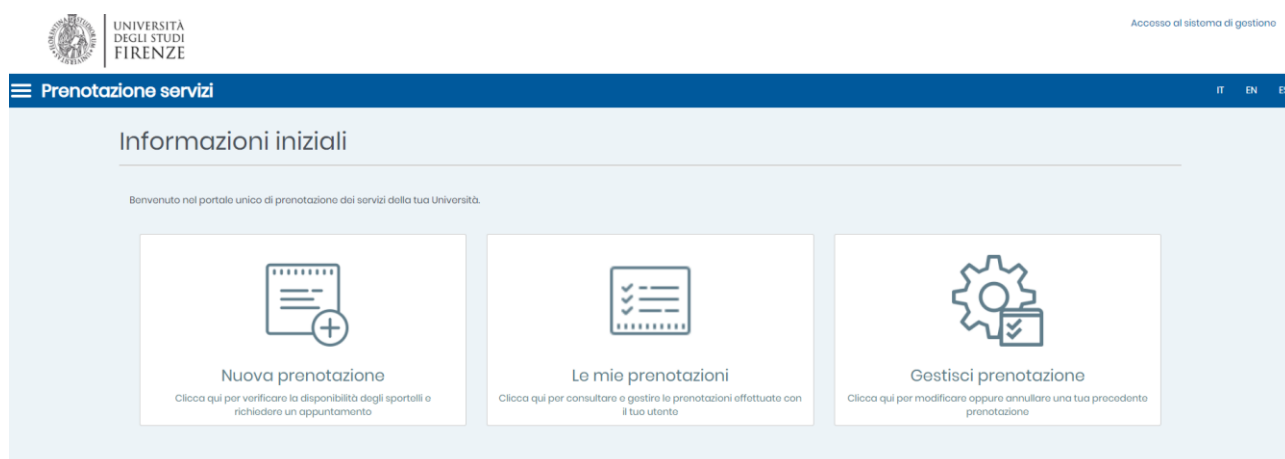 UNIVERSITÀ
DEGLI STUDI
FIRENZE
Accesso al sistema di gestione
Prenotazione servizi
IT EN ES
Informazioni iniziali
Benvenuto nel portale unico di prenotazione dei servizi della tua Università.
Nuova prenotazione
Clicca qui per verificare la disponibilità degli sportelli e
richiedere un appuntamento
Le mie prenotazioni
Clicca qui per consultare e gestire le prenotazioni effettuate con
il tuo utente
Gestisci prenotazione
Clicca qui per modificare oppure annullare una tua precedente
prenotazione